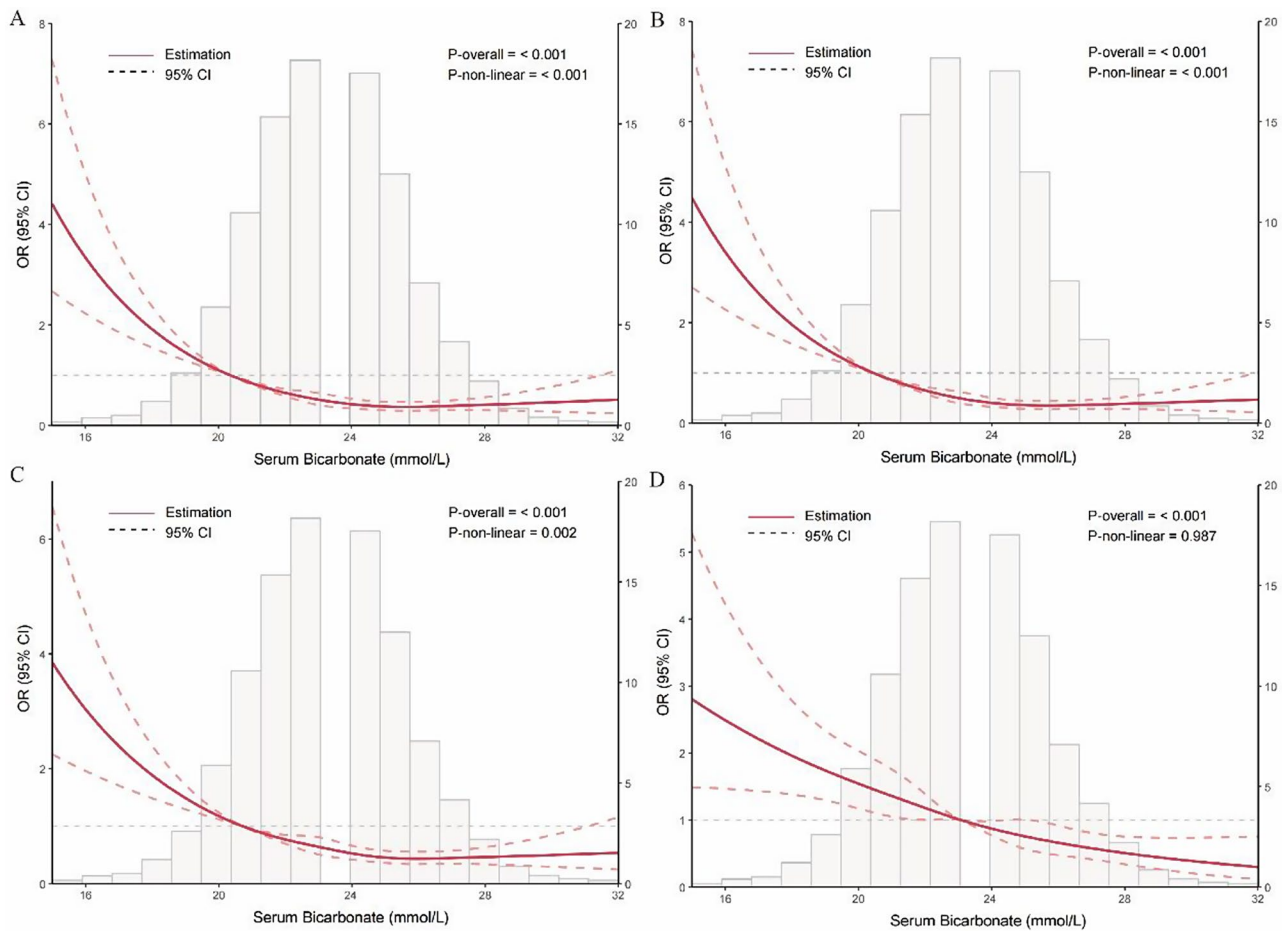 A
Estimation
95% CI
P-overall = < 0.001
P-non-linear = < 0.001
OR (95% CI)
8
6
4
2
0
20
15
10
5
0
16
20
24
28
32
Serum Bicarbonate (mmol/L)
B
Estimation
95% CI
P-overall = < 0.001
P-non-linear = < 0.001
OR (95% CI)
8
7
6
5
4
3
2
1
0
20
15
10
5
0
16
20
24
28
32
Serum Bicarbonate (mmol/L)
C
Estimation
95% CI
P-overall = < 0.001
P-non-linear = 0.002
OR (95% CI)
6
4
2
0
20
15
10
5
0
16
20
24
28
32
Serum Bicarbonate (mmol/L)
D
Estimation
95% CI
P-overall = < 0.001
P-non-linear = 0.987
OR (95% CI)
6
5
4
3
2
1
0
20
15
10
5
0
16
20
24
28
32
Serum Bicarbonate (mmol/L)